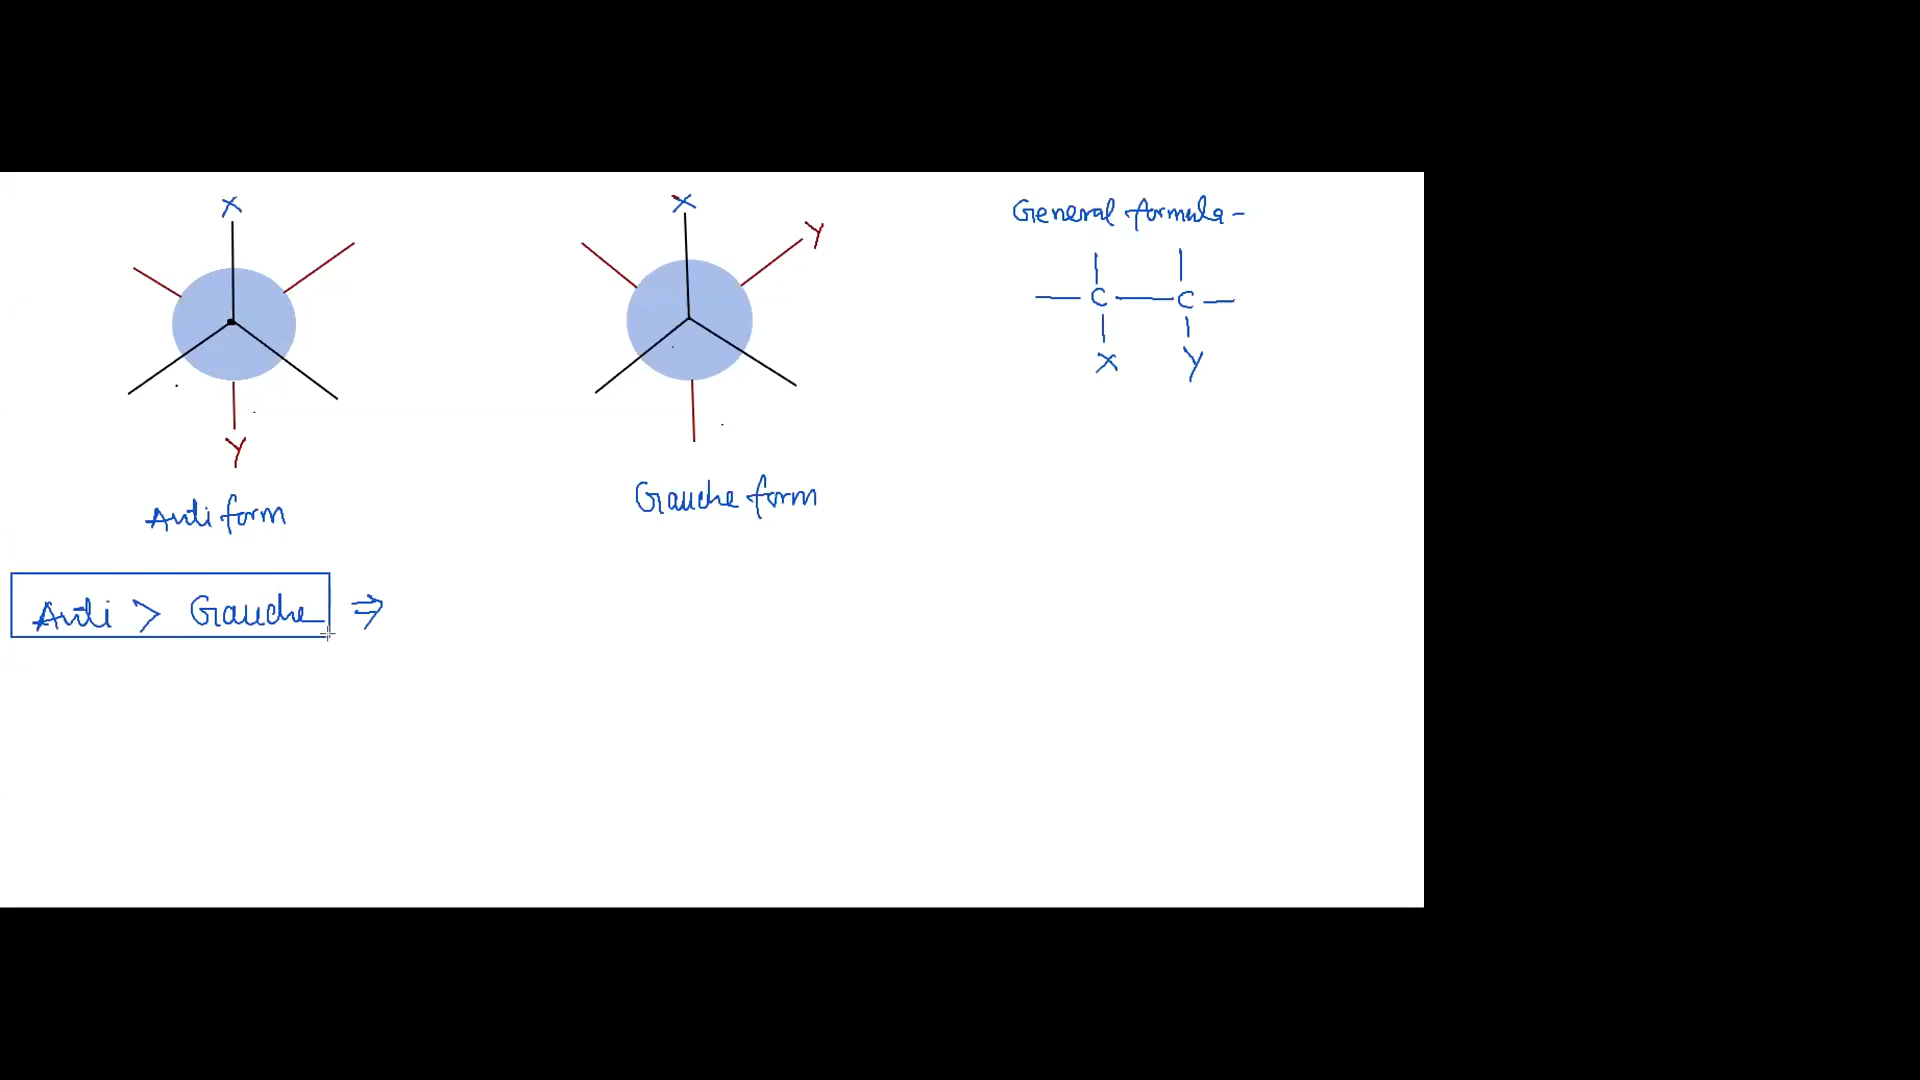 X
Y
Anti form
X
Y
Gauche form
General formula-
C C
X Y
Anti > Gauche ⇒